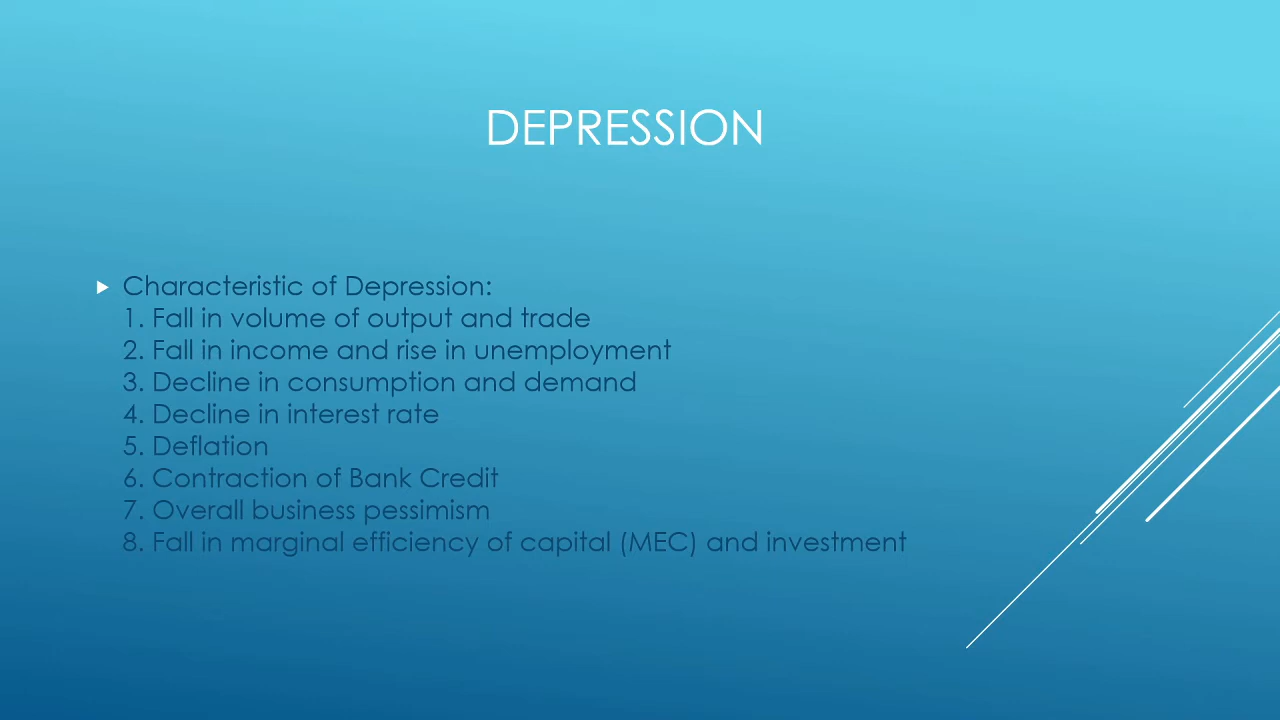 DEPRESSION
Characteristic of Depression:
1. Fall in volume of output and trade
2. Fall in income and rise in unemployment
3. Decline in consumption and demand
4. Decline in interest rate
5. Deflation
6. Contraction of Bank Credit
7. Overall business pessimism
8. Fall in marginal efficiency of capital (MEC) and investment